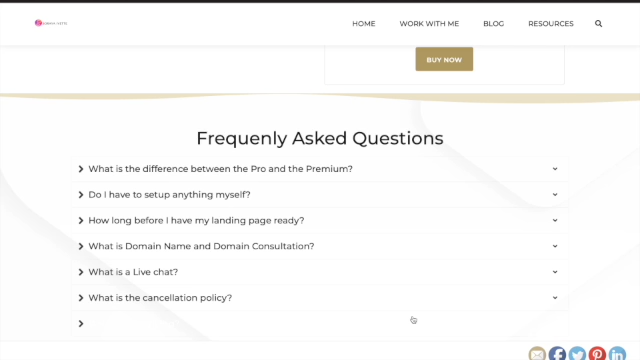 HOME WORK WITH ME BLOG RESOURCES
BUY NOW
Frequenly Asked Questions
What is the difference between the Pro and the Premium?
Do I have to setup anything myself?
How long before I have my landing page ready?
What is Domain Name and Domain Consultation?
What is a Live chat?
What is the cancellation policy?